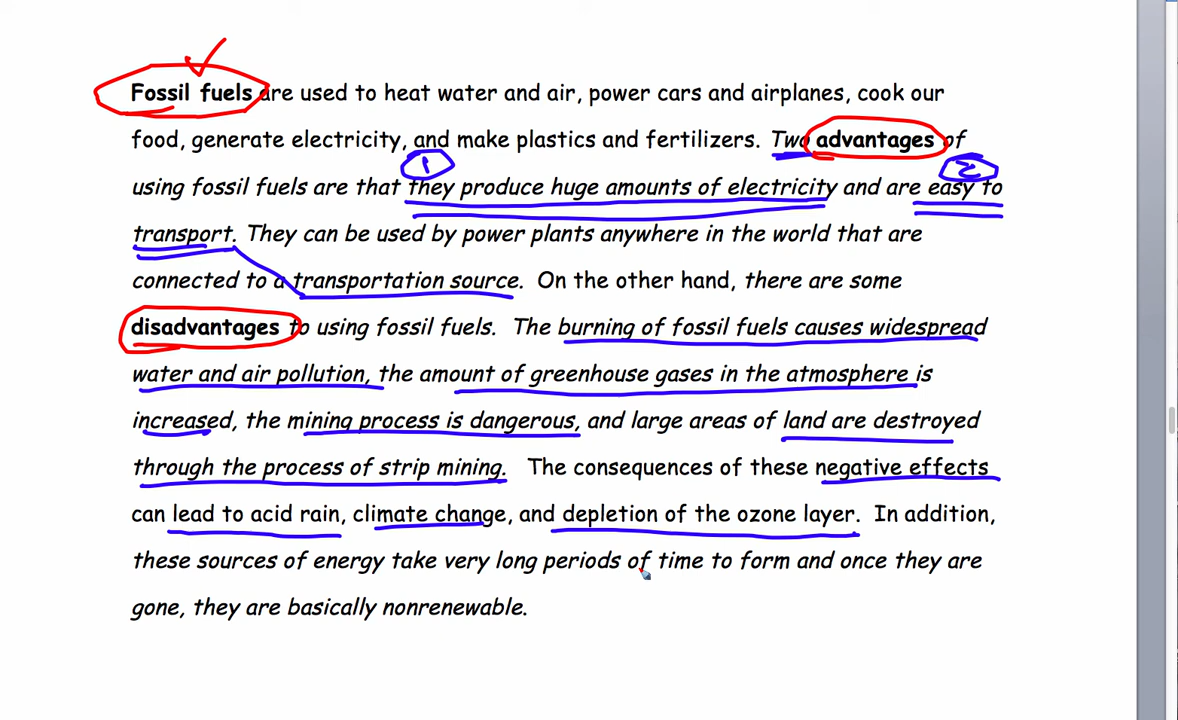 Fossil fuels are used to heat water and air, power cars and airplanes, cook our
food, generate electricity, and make plastics and fertilizers. Two advantages of
1 2
using fossil fuels are that they produce huge amounts of electricity and are easy to
transport. They can be used by power plants anywhere in the world that are
connected to a transportation source. On the other hand, there are some
disadvantages to using fossil fuels. The burning of fossil fuels causes widespread
water and air pollution, the amount of greenhouse gases in the atmosphere is
increased, the mining process is dangerous, and large areas of land are destroyed
through the process of strip mining. The consequences of these negative effects
can lead to acid rain, climate change, and depletion of the ozone layer. In addition,
these sources of energy take very long periods of time to form and once they are
gone, they are basically nonrenewable.